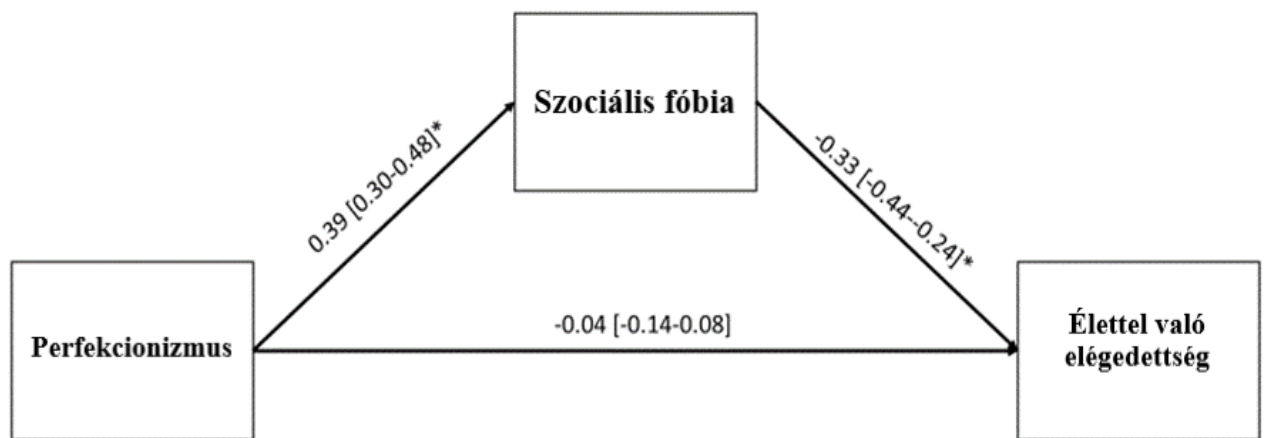 Szociális fóbia
0.39 [0.30-0.48]*
-0.33 [-0.44--0.24]*
Perfekcionizmus
-0.04 [-0.14-0.08]
Élettel való
elégedettség